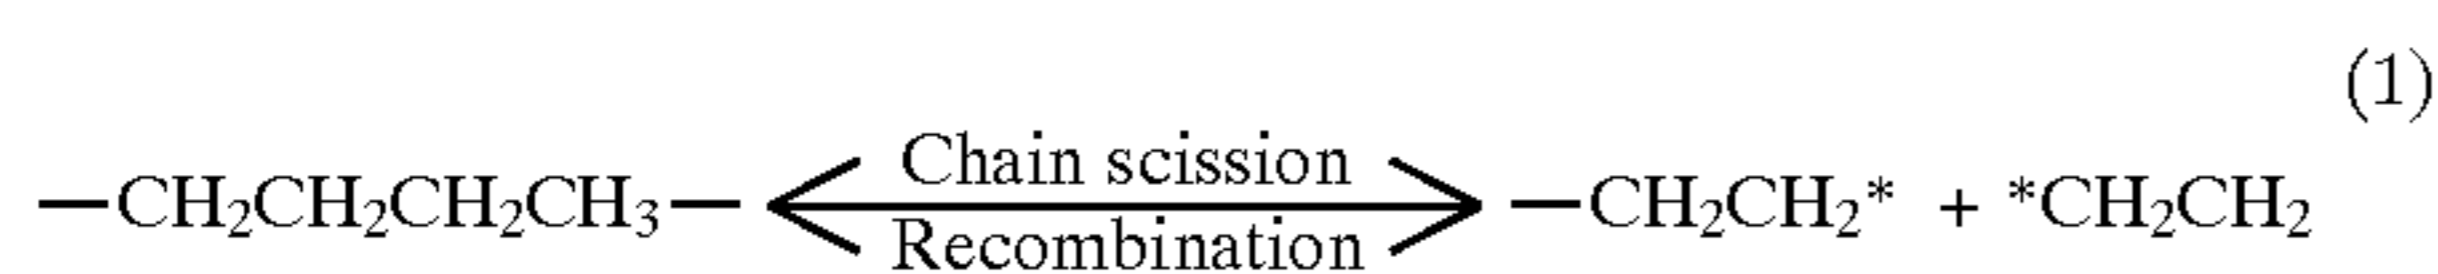 (1)
Chain scission
—CH₂CH₂CH₂CH₃— —CH₂CH₂* + *CH₂CH₂
Recombination